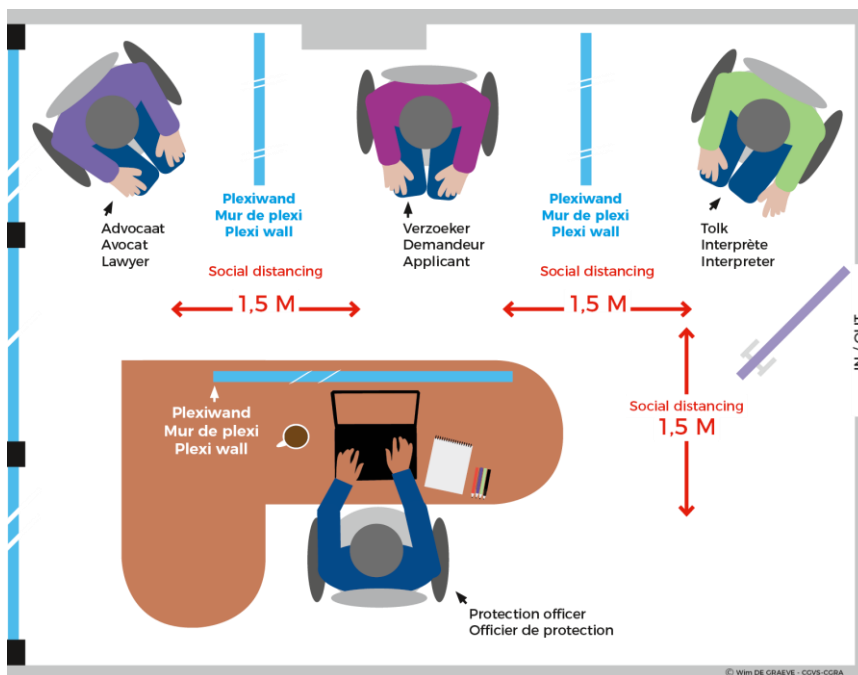 Plexiwand
Mur de plexi
Plexi wall
Plexiwand
Mur de plexi
Plexi wall
Advocaat
Avocat
Lawyer
Verzoeker
Demandeur
Applicant
Tolk
Interprète
Interpreter
Social distancing
1,5 M
Social distancing
1,5 M
Plexiwand
Mur de plexi
Plexi wall
Social distancing
1,5 M
Protection officer
Officier de protection
© Wim DE GRAEVE - CGVS-CGRA